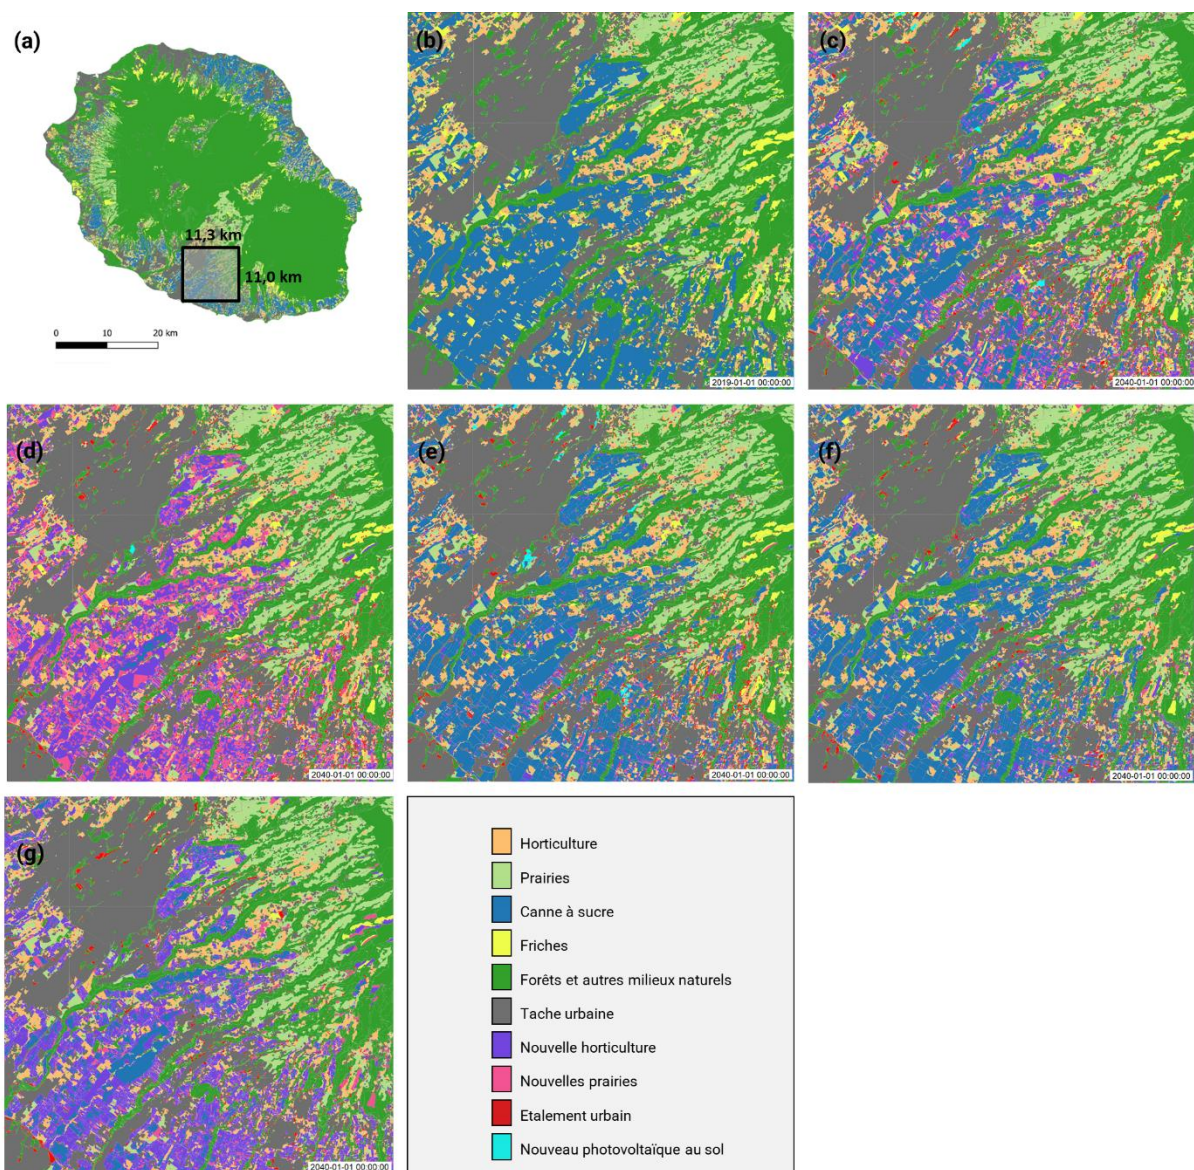 (a)
11,3 km
11,0 km
0 10 20 km
(b)
2019-01-01 00:00:00
(c)
2040-01-01 00:00:00
(d)
2040-01-01 00:00:00
(e)
2040-01-01 00:00:00
(f)
2040-01-01 00:00:00
(g)
2040-01-01 00:00:00
Horticulture
Prairies
Canne à sucre
Friches
Forêts et autres milieux naturels
Tache urbaine
Nouvelle horticulture
Nouvelles prairies
Etalement urbain
Nouveau photovoltaïque au sol